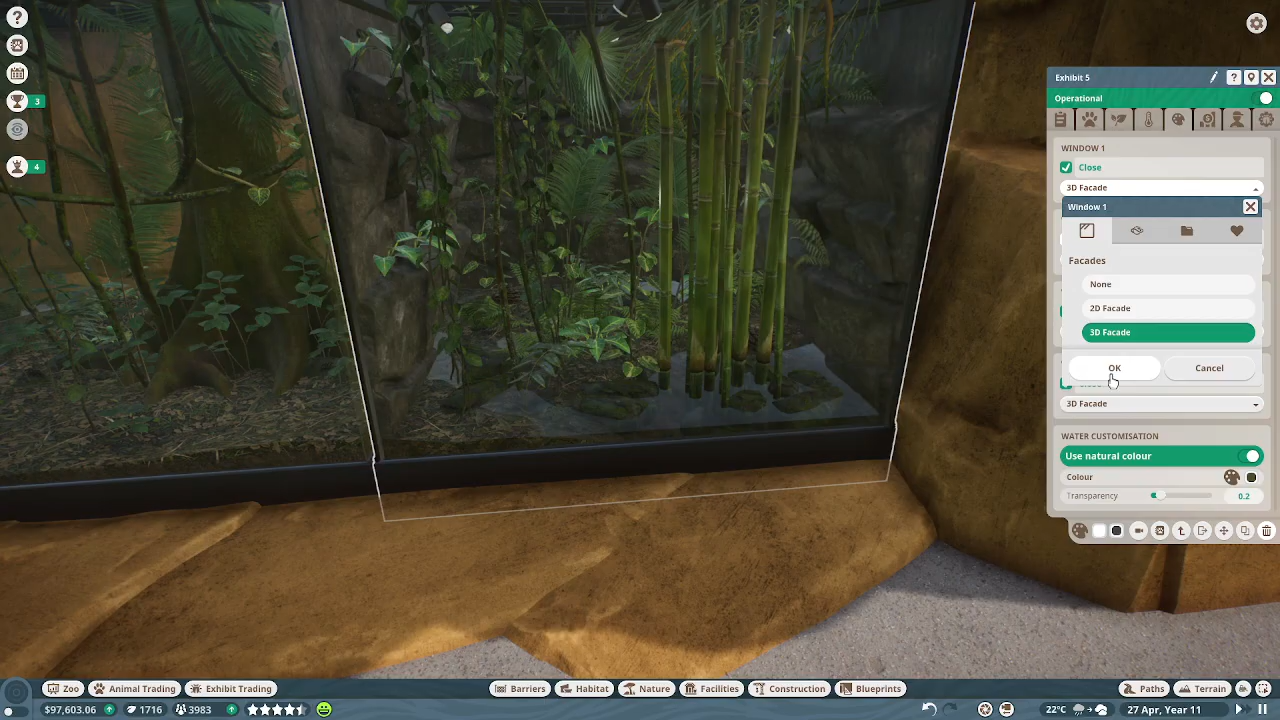 Exhibit 5
Operational
WINDOW 1
Close
3D Facade
Window 1
Facades
None
2D Facade
3D Facade
OK
Cancel
3D Facade
WATER CUSTOMISATION
Use natural colour
Colour
Transparency
0.2
3
4
Zoo
Animal Trading
Exhibit Trading
Barriers
Habitat
Nature
Facilities
Construction
Blueprints
Paths
Terrain
$97,603.06
1716
3983
22°C
27 Apr, Year 11